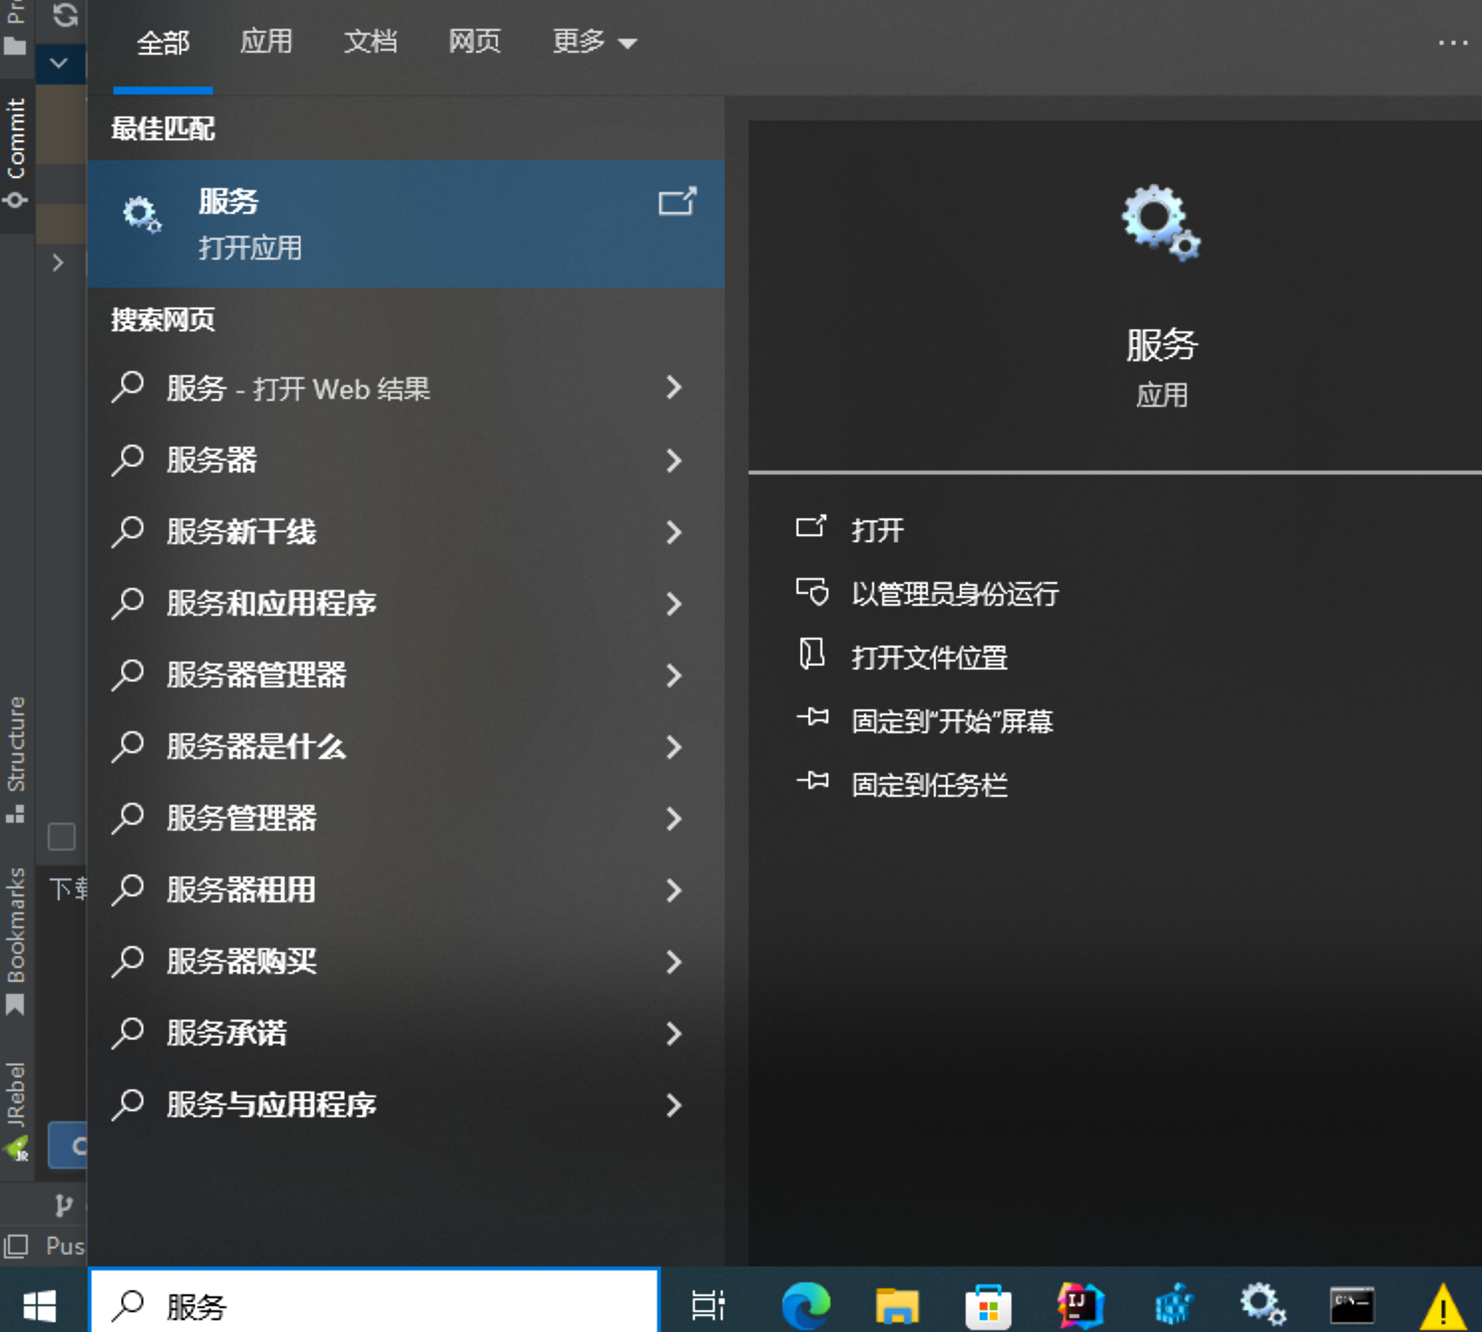 全部
应用
文档
网页
更多
最佳匹配
服务
打开应用
搜索网页
服务 - 打开 Web 结果
服务器
服务新干线
服务和应用程序
服务器管理器
服务器是什么
服务管理器
服务器租用
服务器购买
服务承诺
服务与应用程序
服务
应用
打开
以管理员身份运行
打开文件位置
固定到“开始”屏幕
固定到任务栏
Commit
Structure
Bookmarks
JRebel
JR
下载
Pus
服务
IJ
C:\